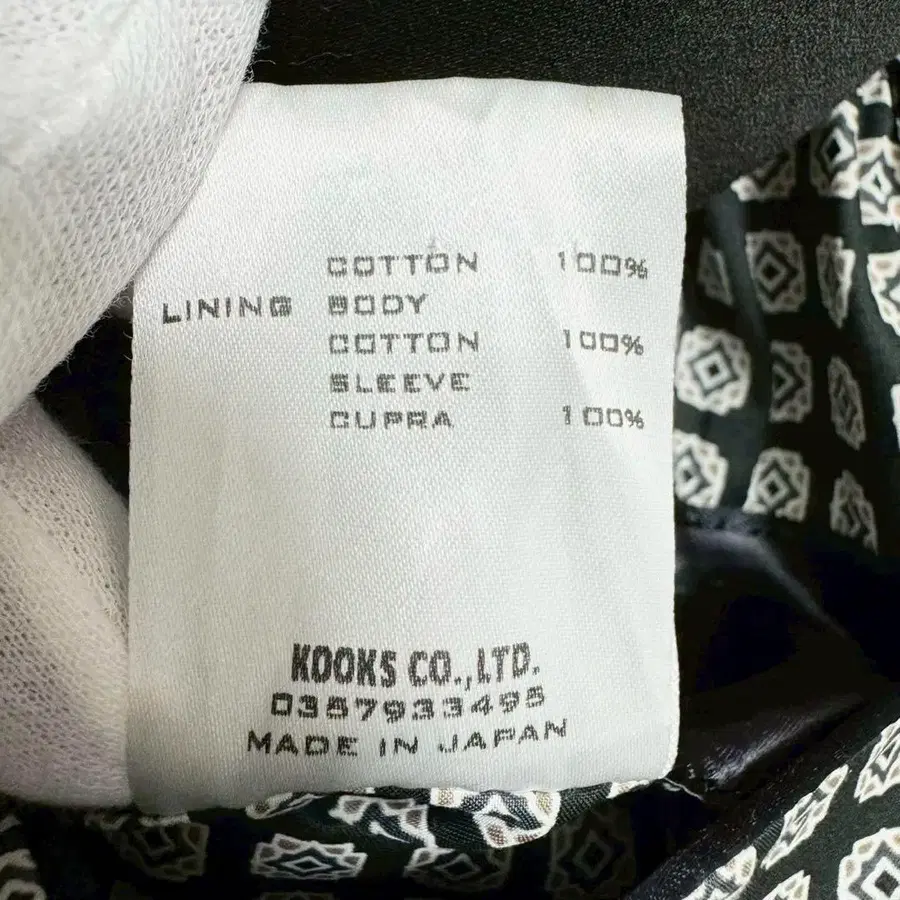 COTTON 100%
LINING BODY
COTTON 100%
SLEEVE
CUPRA 100%
KOOKS CO.,LTD.
0357933495
MADE IN JAPAN